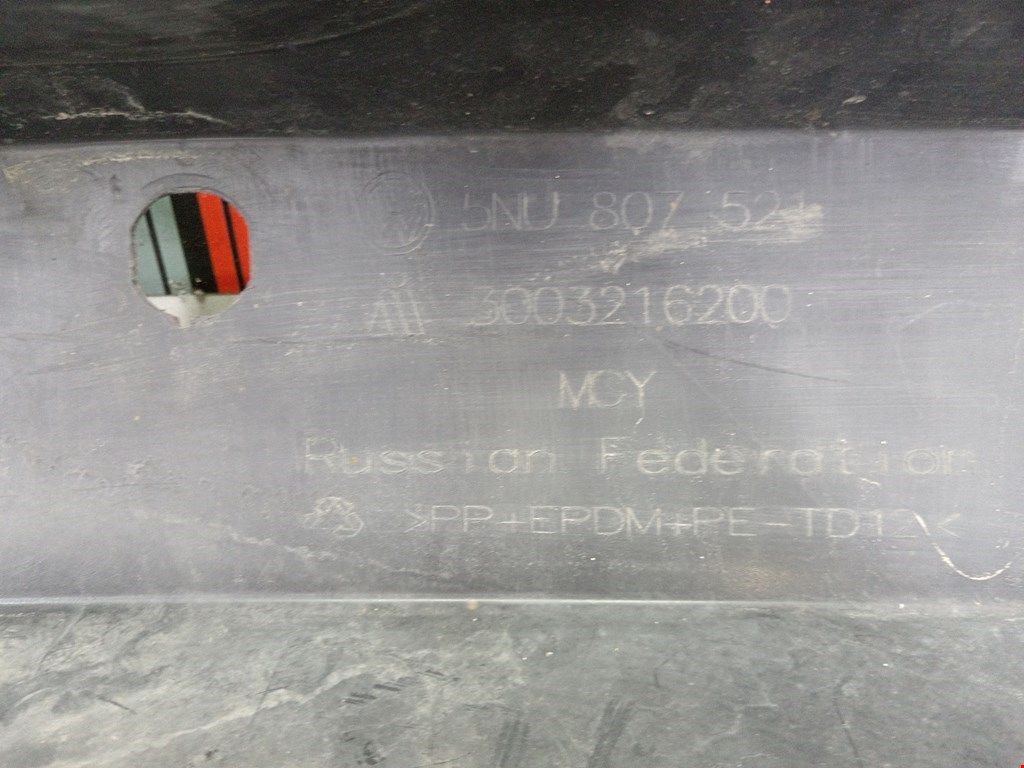 5NU 807 521
3003216200
MCY
Russian Federation
>PP+EPDM+PE-TD12<